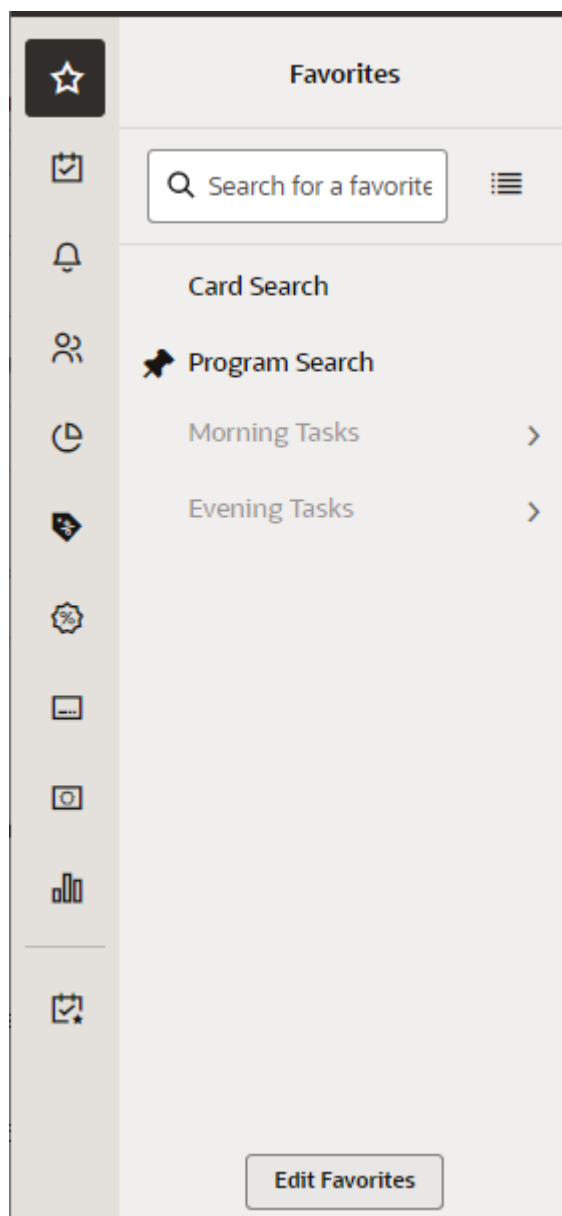 Favorites
Search for a favorite
Card Search
Program Search
Morning Tasks
Evening Tasks
Edit Favorites